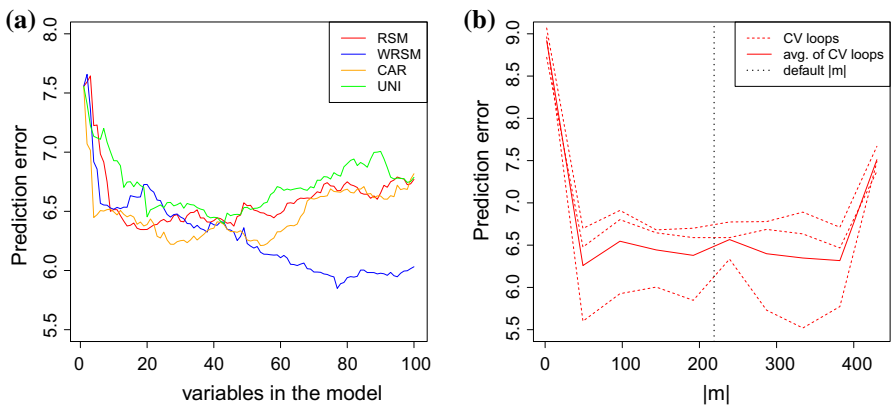 (a)
8.0
7.5
7.0
6.5
6.0
5.5
Prediction error
0
20
40
60
80
100
variables in the model
RSM
WRSM
CAR
UNI
(b)
9.0
8.5
8.0
7.5
7.0
6.5
6.0
5.5
Prediction error
0
100
200
300
400
|m|
CV loops
avg. of CV loops
default |m|